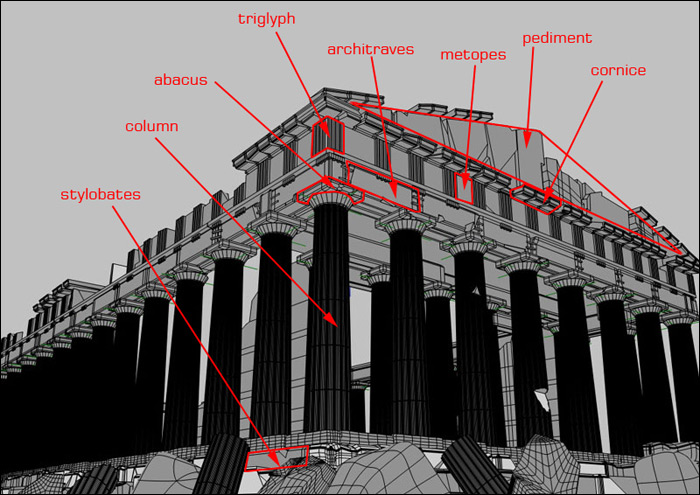 triglyph
architraves
pediment
metopes
cornice
abacus
column
stylobates